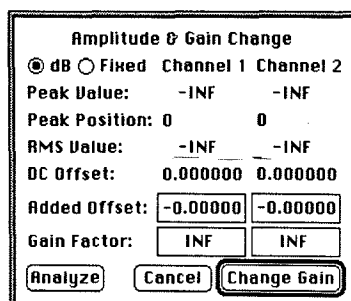 Amplitude & Gain Change
dB Fixed Channel 1 Channel 2
Peak Value: -INF -INF
Peak Position: 0 0
RMS Value: -INF -INF
DC Offset: 0.000000 0.000000
Added Offset: -0.00000 -0.00000
Gain Factor: INF INF
Analyze Cancel Change Gain